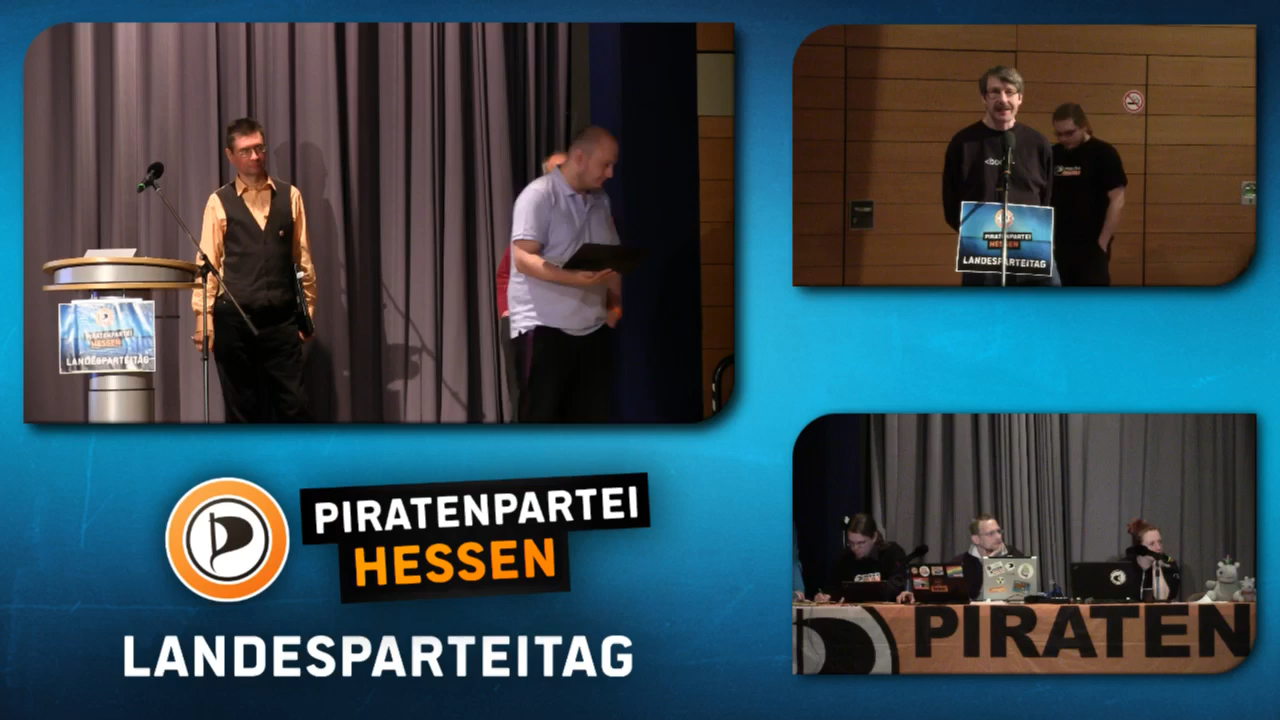 PIRATENPARTEI
HESSEN
LANDESPARTEITAG
PIRATENPARTEI
HESSEN
LANDESPARTEITAG
PIRATENPARTEI
HESSEN
LANDESPARTEITAG
PIRATEN